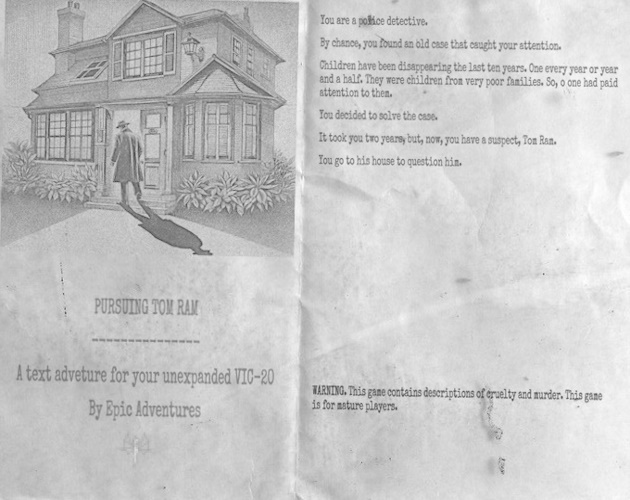 PURSUING TOM RAM
-----------------
A text adveture for your unexpanded VIC-20
By Epic Adventures
You are a police detective.
By chance, you found an old case that caught your attention.
Children have been disappearing the last ten years. One every year or year
and a half. They were children from very poor families. So, o one had paid
attention to them.
You decided to solve the case.
It took you two years, but, now, you have a suspect, Tom Ram.
You go to his house to question him.
WARNING. This game contains descriptions of cruelty and murder. This game
is for mature players.